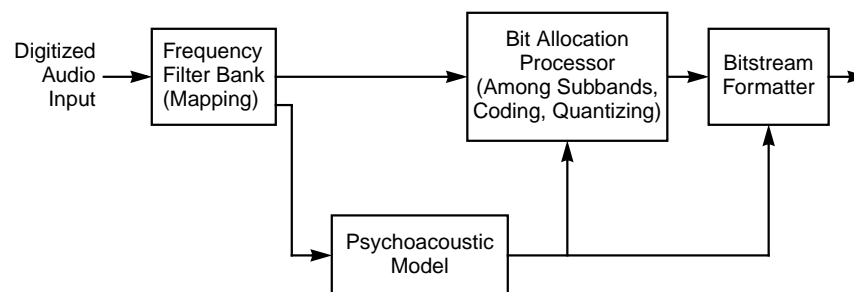 Digitized
Audio
Input
Frequency
Filter Bank
(Mapping)
Bit Allocation
Processor
(Among Subbands,
Coding, Quantizing)
Bitstream
Formatter
Psychoacoustic
Model